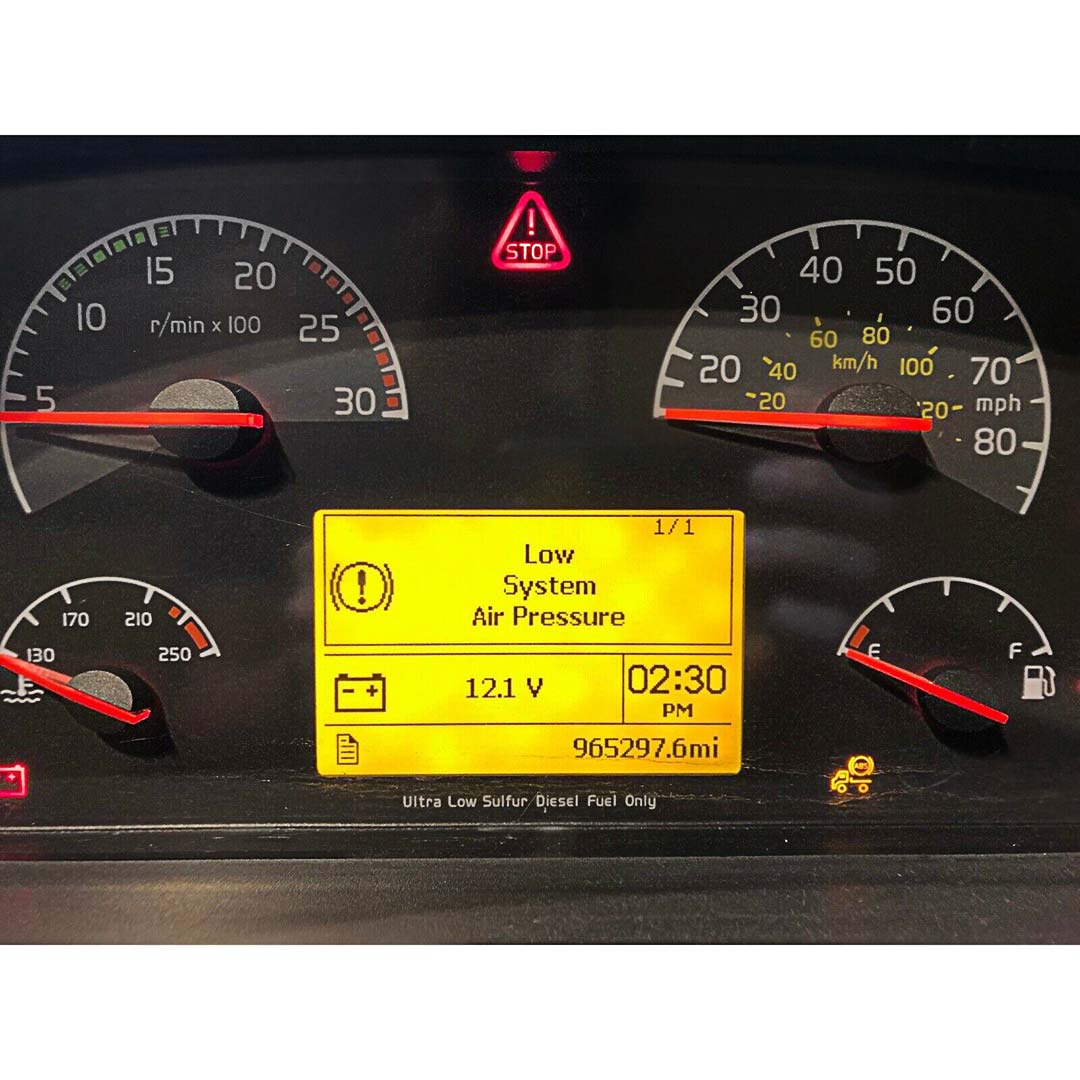 STOP
5
10
15
20
25
30
r/min x 100
20
30
40
50
60
70
80
mph
20
40
60
80
100
km/h
1/1
Low
System
Air Pressure
12.1 V
02:30
PM
965297.6mi
130
170
210
250
E
F
ABS
Ultra Low Sulfur Diesel Fuel Only